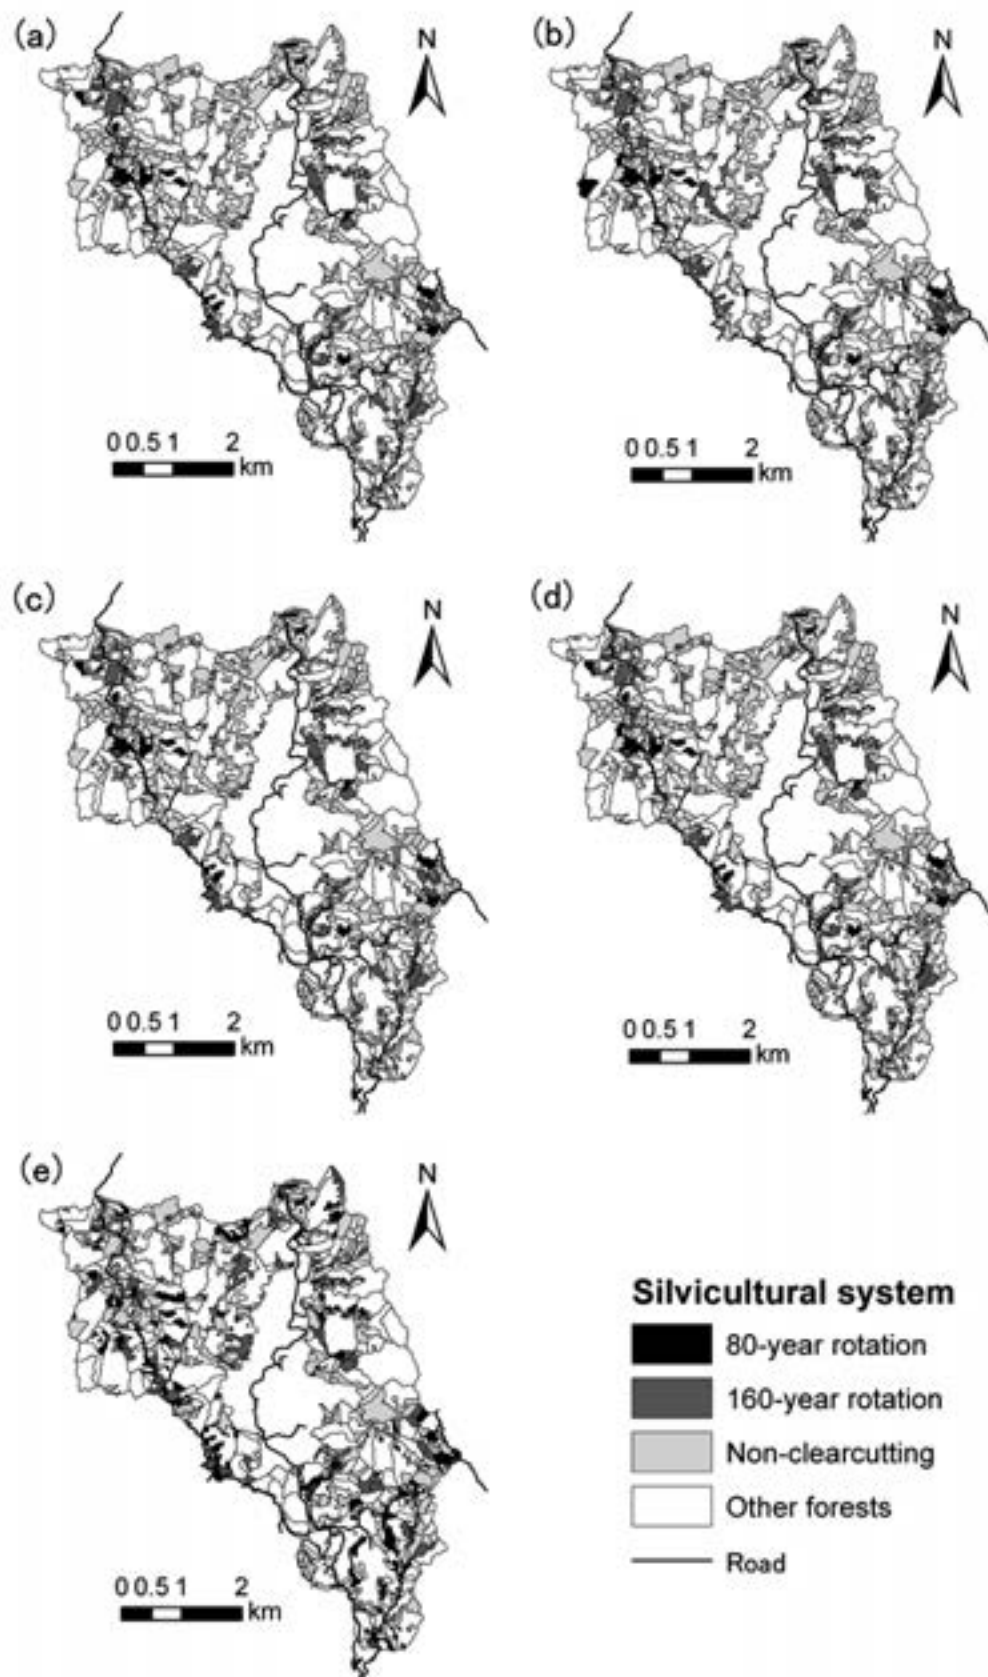 (a)
N
0 0.5 1 2
km
(b)
N
0 0.5 1 2
km
(c)
N
0 0.5 1 2
km
(d)
N
0 0.5 1 2
km
(e)
N
0 0.5 1 2
km
Silvicultural system
80-year rotation
160-year rotation
Non-clearcutting
Other forests
Road